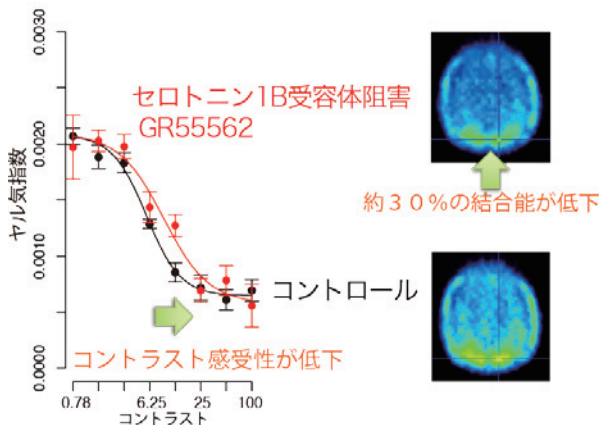 0.0030
0.0020
0.0010
0.0000
ヤル気指数
セロトニン1B受容体阻害
GR55562
コントロール
コントラスト感受性が低下
0.78
6.25
25
100
コントラスト
約３０％の結合能が低下